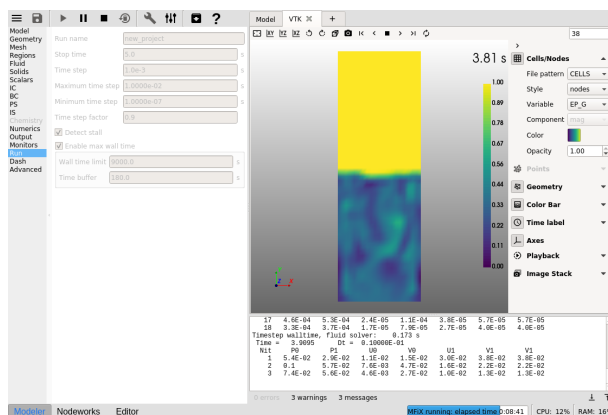 Model
Geometry
Mesh
Regions
Fluid
Solids
Scalars
IC
BC
PS
IS
Chemistry
Numerics
Output
Monitors
Run
Dash
Advanced
Run name new_project
Stop time 5.0 s
Time step 1.0e-3 s
Maximum time step 1.0000e-02 s
Minimum time step 1.0000e-07 s
Time step factor 0.9
Detect stall
Enable max wall time
Wall time limit 9000.0 s
Time buffer 180.0 s
Model VTK +
XY YZ XZ
3.81 s
1.00
0.89
0.78
0.67
0.56
0.44
0.33
0.22
0.11
0.00
38
Cells/Nodes
File pattern CELLS
Style nodes
Variable EP_G
Component mag
Color
Opacity 1.00
Points
Geometry
Color Bar
Time label
Axes
Playback
Image Stack
17 4.6E-04 5.3E-04 2.4E-05 1.1E-04 3.8E-05 5.7E-05 5.7E-05
18 3.3E-04 3.7E-04 1.7E-05 7.9E-05 2.7E-05 4.0E-05 4.0E-05
Timestep walltime, fluid solver: 0.173 s
Time = 3.9095 Dt = 0.10000E-01
Nit P0 P1 U0 V0 U1 V1 V1
1 5.4E-02 2.9E-02 1.1E-02 1.5E-02 3.0E-02 3.8E-02 3.8E-02
2 0.1 5.7E-02 7.6E-03 4.7E-02 1.6E-02 2.2E-02 2.2E-02
3 7.4E-02 5.6E-02 4.6E-03 2.7E-02 1.0E-02 1.3E-02 1.3E-02
0 errors 3 warnings 3 messages
Modeler Nodeworks Editor
MFiX running: elapsed time 0:08:41 CPU: 12% RAM: